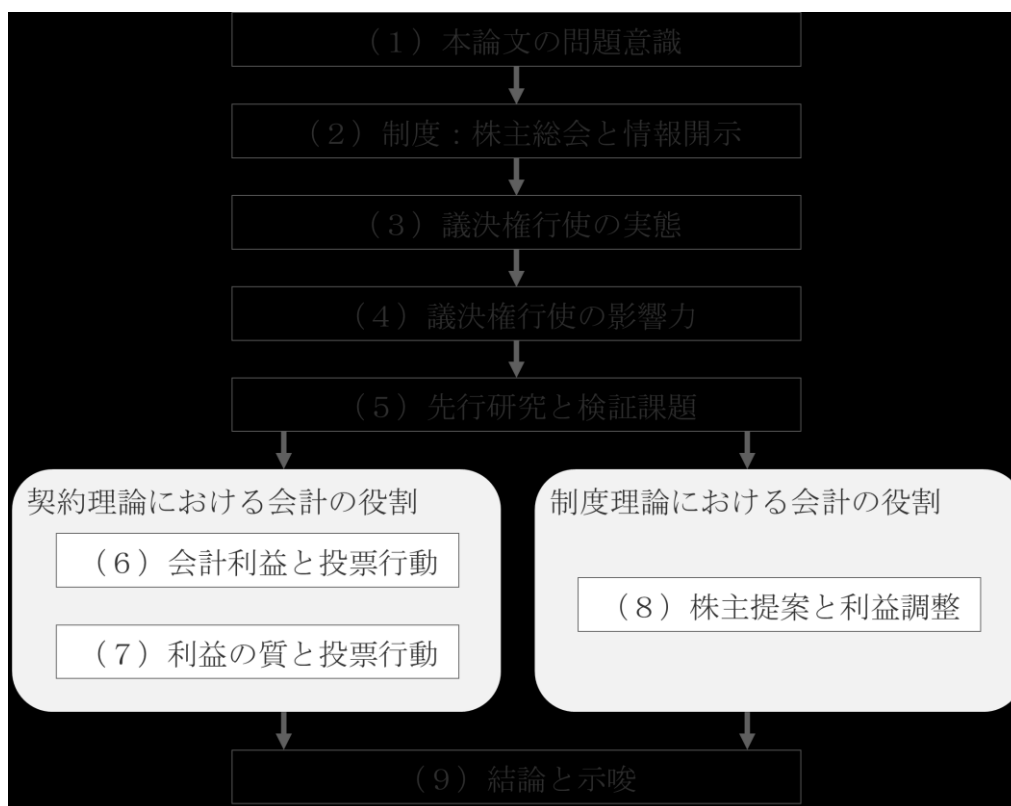 (1)本論文の問題意識
(2)制度:株主総会と情報開示
(3)議決権行使の実態
(4)議決権行使の影響力
(5)先行研究と検証課題
契約理論における会計の役割
(6)会計利益と投票行動
(7)利益の質と投票行動
制度理論における会計の役割
(8)株主提案と利益調整
(9)結論と示唆